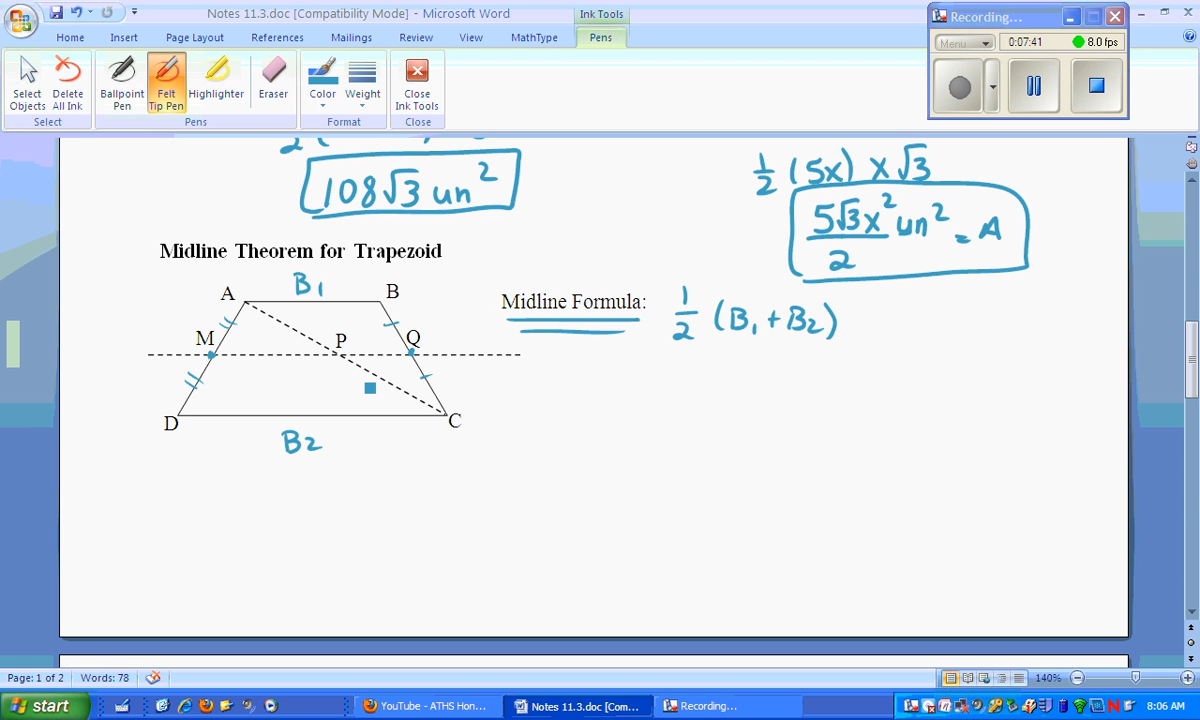 Notes 11.3.doc [Compatibility Mode] - Microsoft Word
Ink Tools
Recording...
Home Insert Page Layout References Mailings Review View MathType Pens
Menu 0:07:41 8.0 fps
Select Objects
Delete All Ink
Ballpoint Pen
Felt Tip Pen
Highlighter
Eraser
Color
Weight
Close Ink Tools
Select Pens Format Close
108√3 un²
1/2 (5x) x√3
5√3x²/2 un² = A
Midline Theorem for Trapezoid
B₁
A B
Midline Formula: 1/2 (B₁ + B₂)
M P Q
D C
B2
Page: 1 of 2 Words: 78 140%
start YouTube - ATHS Hon... Notes 11.3.doc [Com... Recording... 8:06 AM